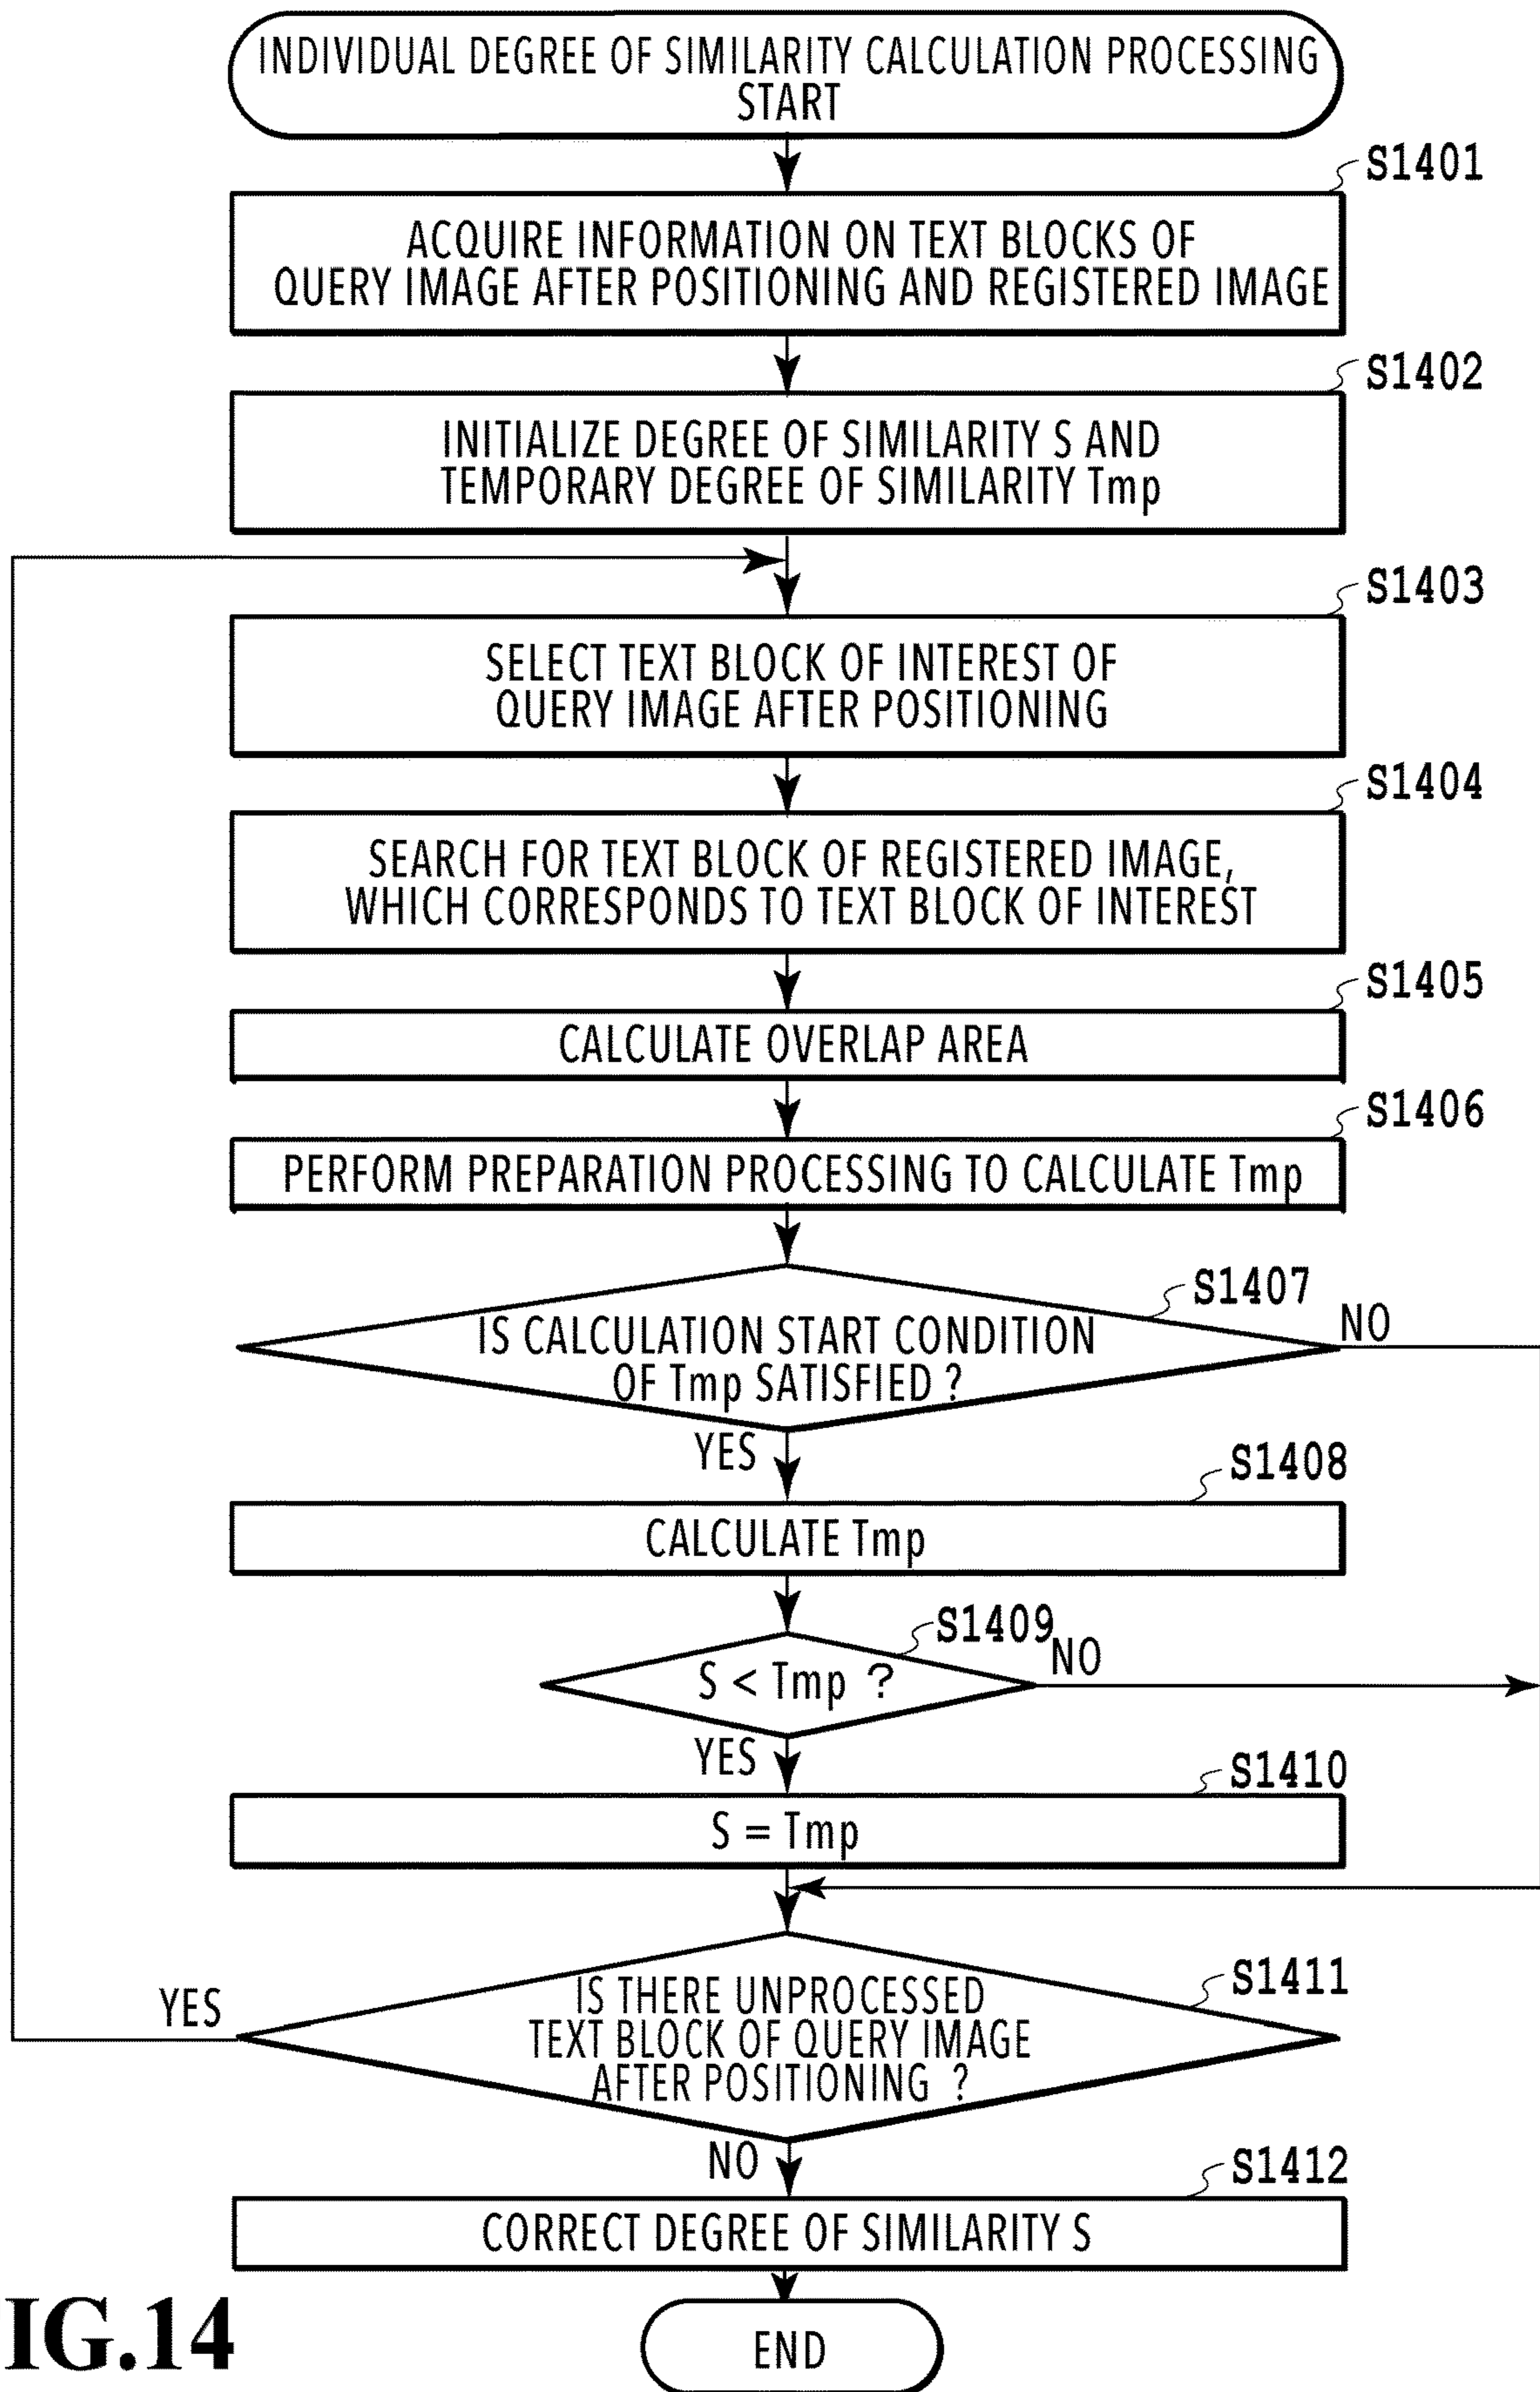 INDIVIDUAL DEGREE OF SIMILARITY CALCULATION PROCESSING
START
S1401
ACQUIRE INFORMATION ON TEXT BLOCKS OF
QUERY IMAGE AFTER POSITIONING AND REGISTERED IMAGE
S1402
INITIALIZE DEGREE OF SIMILARITY S AND
TEMPORARY DEGREE OF SIMILARITY Tmp
S1403
SELECT TEXT BLOCK OF INTEREST OF
QUERY IMAGE AFTER POSITIONING
S1404
SEARCH FOR TEXT BLOCK OF REGISTERED IMAGE,
WHICH CORRESPONDS TO TEXT BLOCK OF INTEREST
S1405
CALCULATE OVERLAP AREA
S1406
PERFORM PREPARATION PROCESSING TO CALCULATE Tmp
S1407
NO
IS CALCULATION START CONDITION
OF Tmp SATISFIED ?
YES
S1408
CALCULATE Tmp
S1409
NO
S < Tmp ?
YES
S1410
S = Tmp
S1411
YES
IS THERE UNPROCESSED
TEXT BLOCK OF QUERY IMAGE
AFTER POSITIONING ?
NO
S1412
CORRECT DEGREE OF SIMILARITY S
END
IG.14